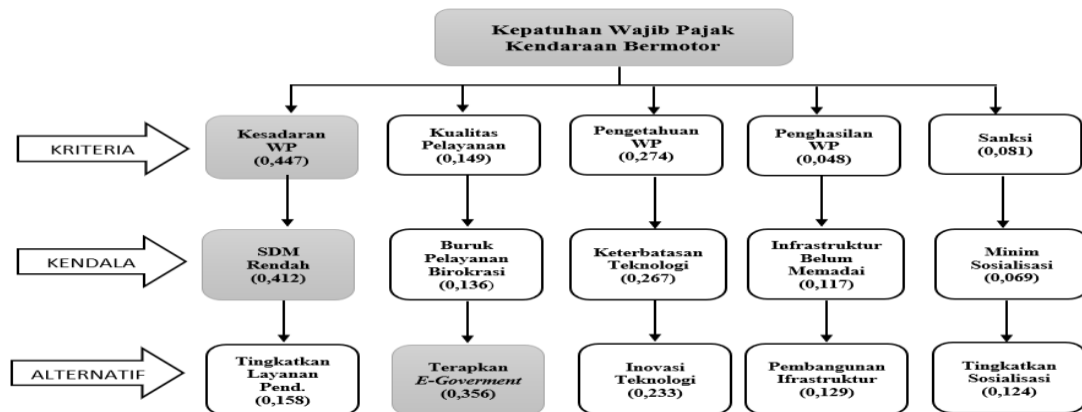 Kepatuhan Wajib Pajak
Kendaraan Bermotor
KRITERIA
Kesadaran
WP
(0,447)
Kualitas
Pelayanan
(0,149)
Pengetahuan
WP
(0,274)
Penghasilan
WP
(0,048)
Sanksi
(0,081)
KENDALA
SDM
Rendah
(0,412)
Buruk
Pelayanan
Birokrasi
(0,136)
Keterbatasan
Teknologi
(0,267)
Infrastruktur
Belum
Memadai
(0,117)
Minim
Sosialisasi
(0,069)
ALTERNATIF
Tingkatkan
Layanan
Pend.
(0,158)
Terapkan
E-Goverment
(0,356)
Inovasi
Teknologi
(0,233)
Pembangunan
Ifrastruktur
(0,129)
Tingkatkan
Sosialisasi
(0,124)